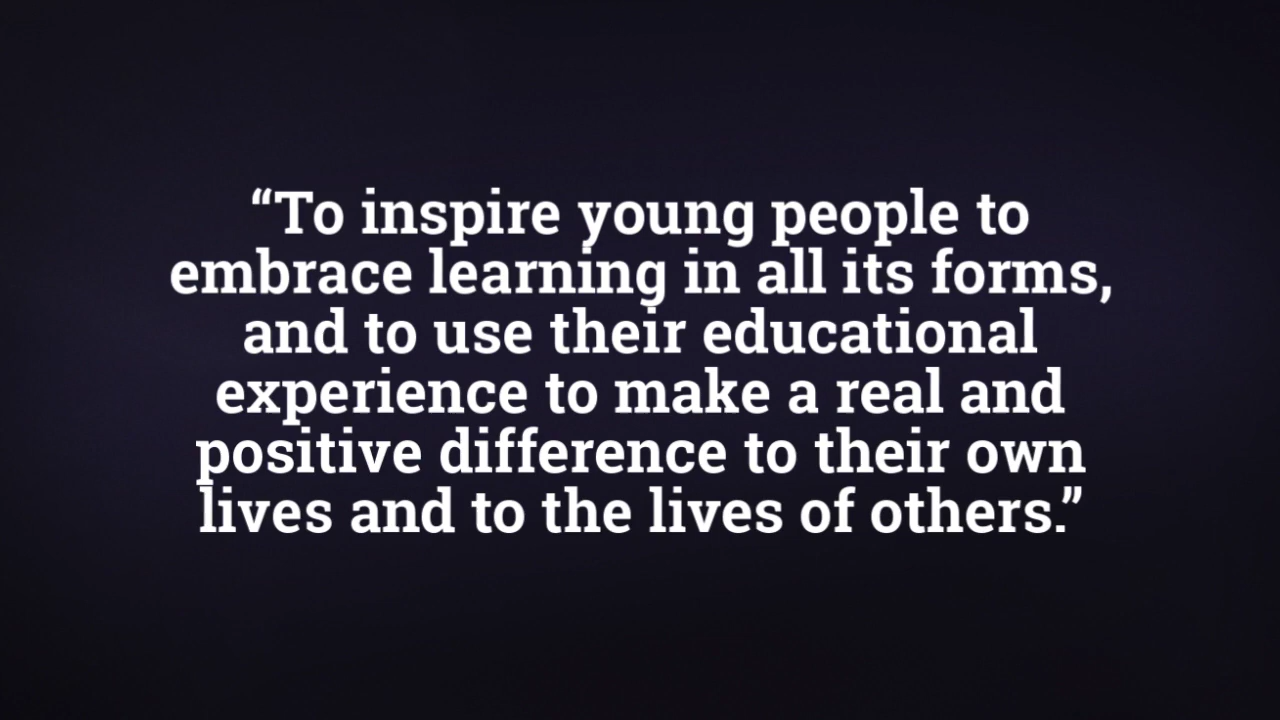 “To inspire young people to
embrace learning in all its forms,
and to use their educational
experience to make a real and
positive difference to their own
lives and to the lives of others.”